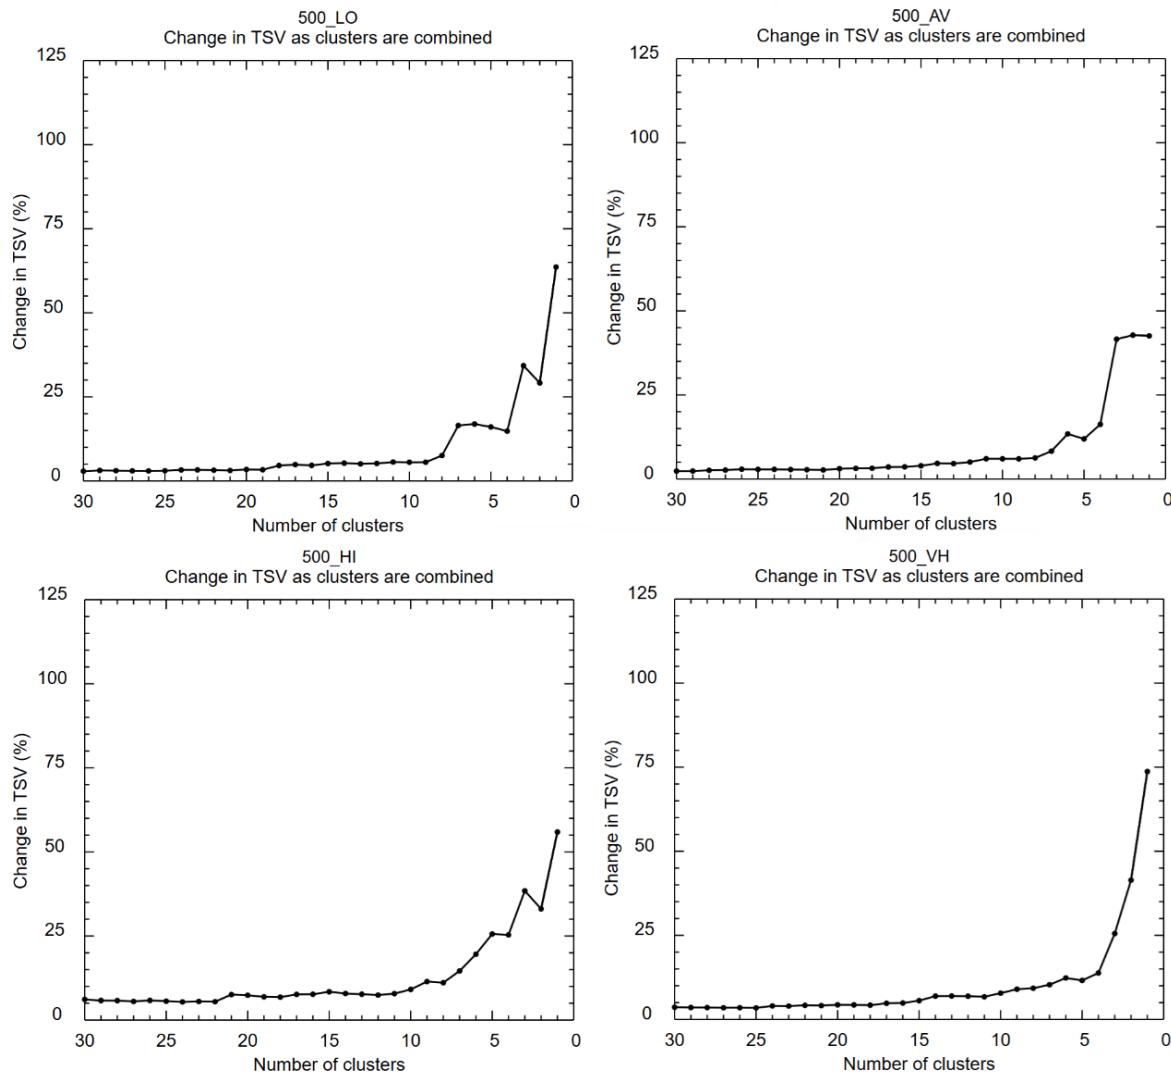 500_LO
Change in TSV as clusters are combined
125
100
75
50
25
0
Change in TSV (%)
30 25 20 15 10 5 0
Number of clusters
500_AV
Change in TSV as clusters are combined
125
100
75
50
25
0
Change in TSV (%)
30 25 20 15 10 5 0
Number of clusters
500_HI
Change in TSV as clusters are combined
125
100
75
50
25
0
Change in TSV (%)
30 25 20 15 10 5 0
Number of clusters
500_VH
Change in TSV as clusters are combined
125
100
75
50
25
0
Change in TSV (%)
30 25 20 15 10 5 0
Number of clusters